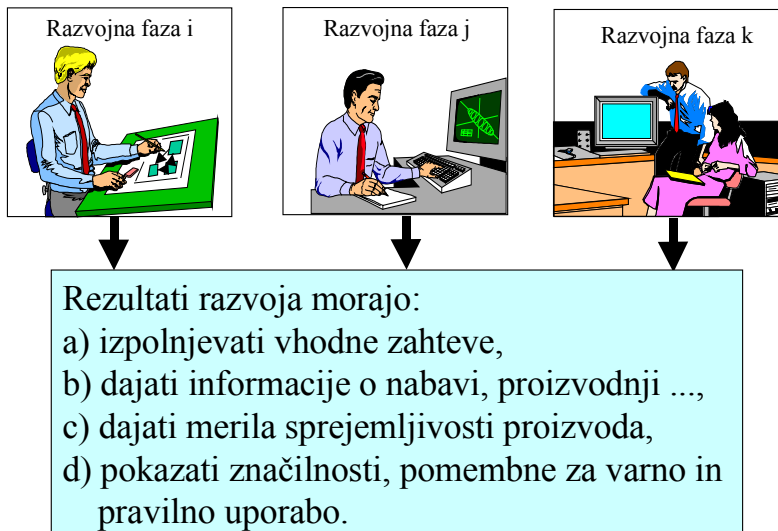 Razvojna faza i
Razvojna faza j
Razvojna faza k
Rezultati razvoja morajo:
a) izpolnjevati vhodne zahteve,
b) dajati informacije o nabavi, proizvodnji ...,
c) dajati merila sprejemljivosti proizvoda,
d) pokazati značilnosti, pomembne za varno in
pravilno uporabo.